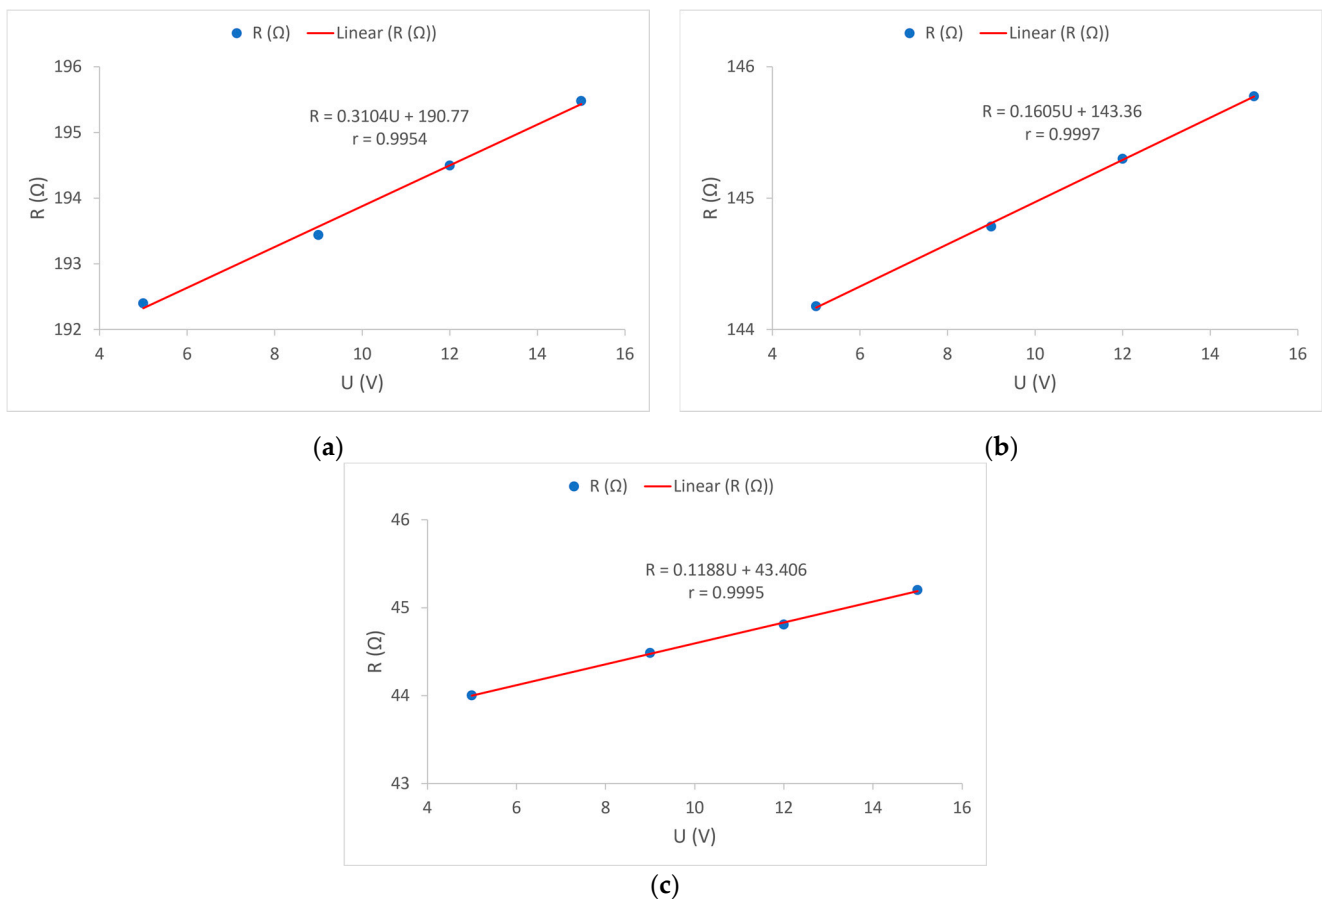 R (Ω) Linear (R (Ω))
196
195
194
193
192
R (Ω)
R = 0.3104U + 190.77
r = 0.9954
4 6 8 10 12 14 16
U (V)
(a)
R (Ω) Linear (R (Ω))
146
145
144
R (Ω)
R = 0.1605U + 143.36
r = 0.9997
4 6 8 10 12 14 16
U (V)
(b)
R (Ω) Linear (R (Ω))
46
45
44
43
R (Ω)
R = 0.1188U + 43.406
r = 0.9995
4 6 8 10 12 14 16
U (V)
(c)